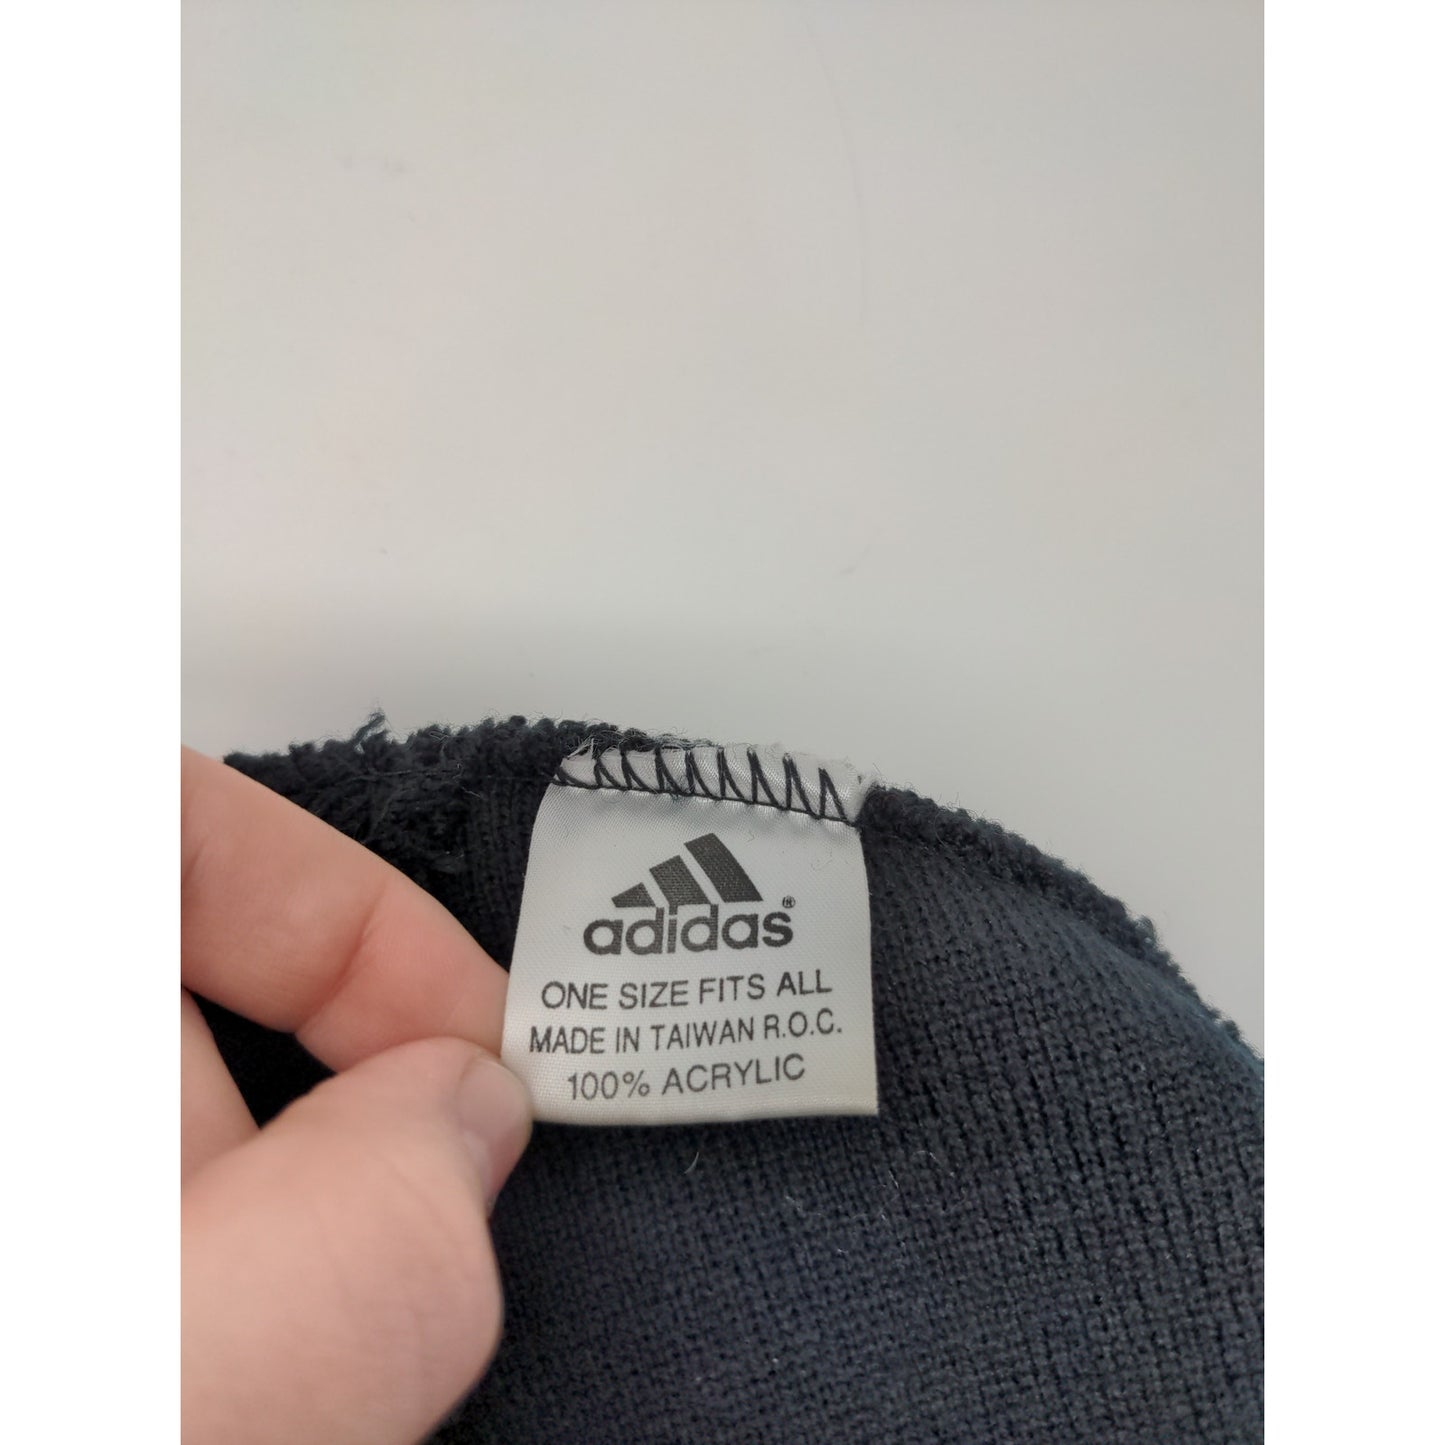 adidas®
ONE SIZE FITS ALL
MADE IN TAIWAN R.O.C.
100% ACRYLIC